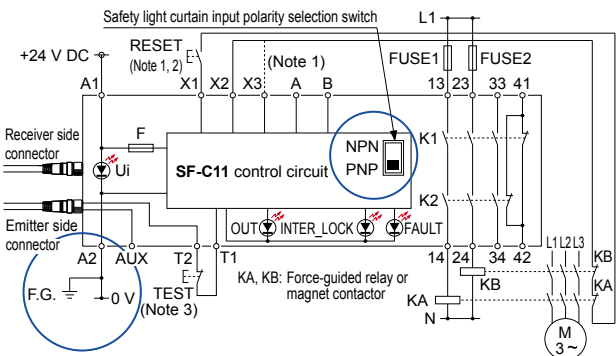 Safety light curtain input polarity selection switch
L1
+24 V DC
RESET
(Note 1, 2)
(Note 1)
FUSE1
FUSE2
A1
X1
X2
X3
A
B
13
23
33
41
Receiver side
connector
F
Ui
SF-C11 control circuit
NPN
PNP
K1
K2
Emitter side
connector
OUT
INTER_LOCK
FAULT
A2
AUX
T2
T1
14
24
34
42
L1
L2
L3
KB
KA
F.G.
0 V
TEST
(Note 3)
KA, KB: Force-guided relay or
magnet contactor
KB
KA
N
M
3~